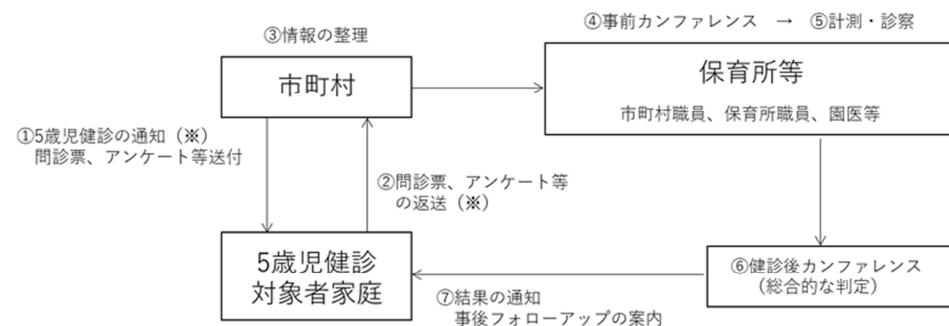 ④事前カンファレンス → ⑤計測・診察
③情報の整理
市町村
保育所等
市町村職員、保育所職員、園医等
①5歳児健診の通知（※）
問診票、アンケート等送付
②問診票、アンケート等
の返送（※）
5歳児健診
対象者家庭
⑥健診後カンファレンス
（総合的な判定）
⑦結果の通知
事後フォローアップの案内